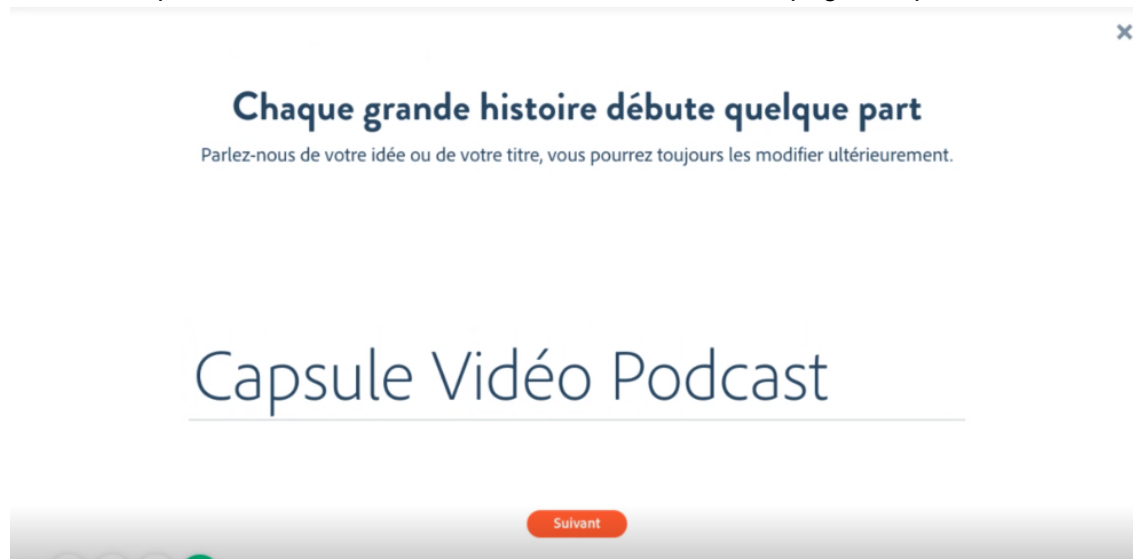 Chaque grande histoire débute quelque part
Parlez-nous de votre idée ou de votre titre, vous pourrez toujours les modifier ultérieurement.
Capsule Vidéo Podcast
Suivant